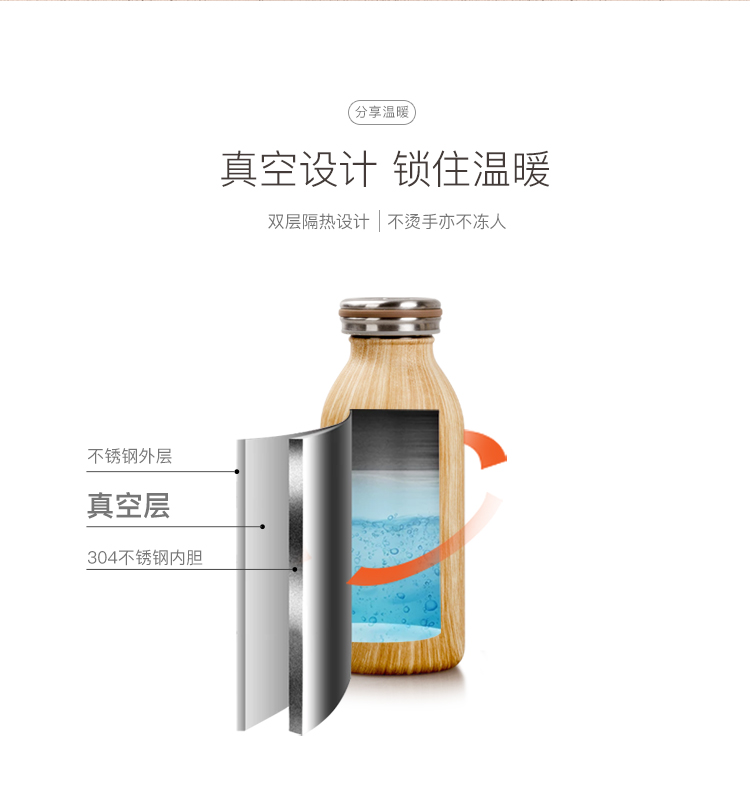 分享温暖
真空设计 锁住温暖
双层隔热设计 | 不烫手亦不冻人
不锈钢外层
真空层
304不锈钢内胆